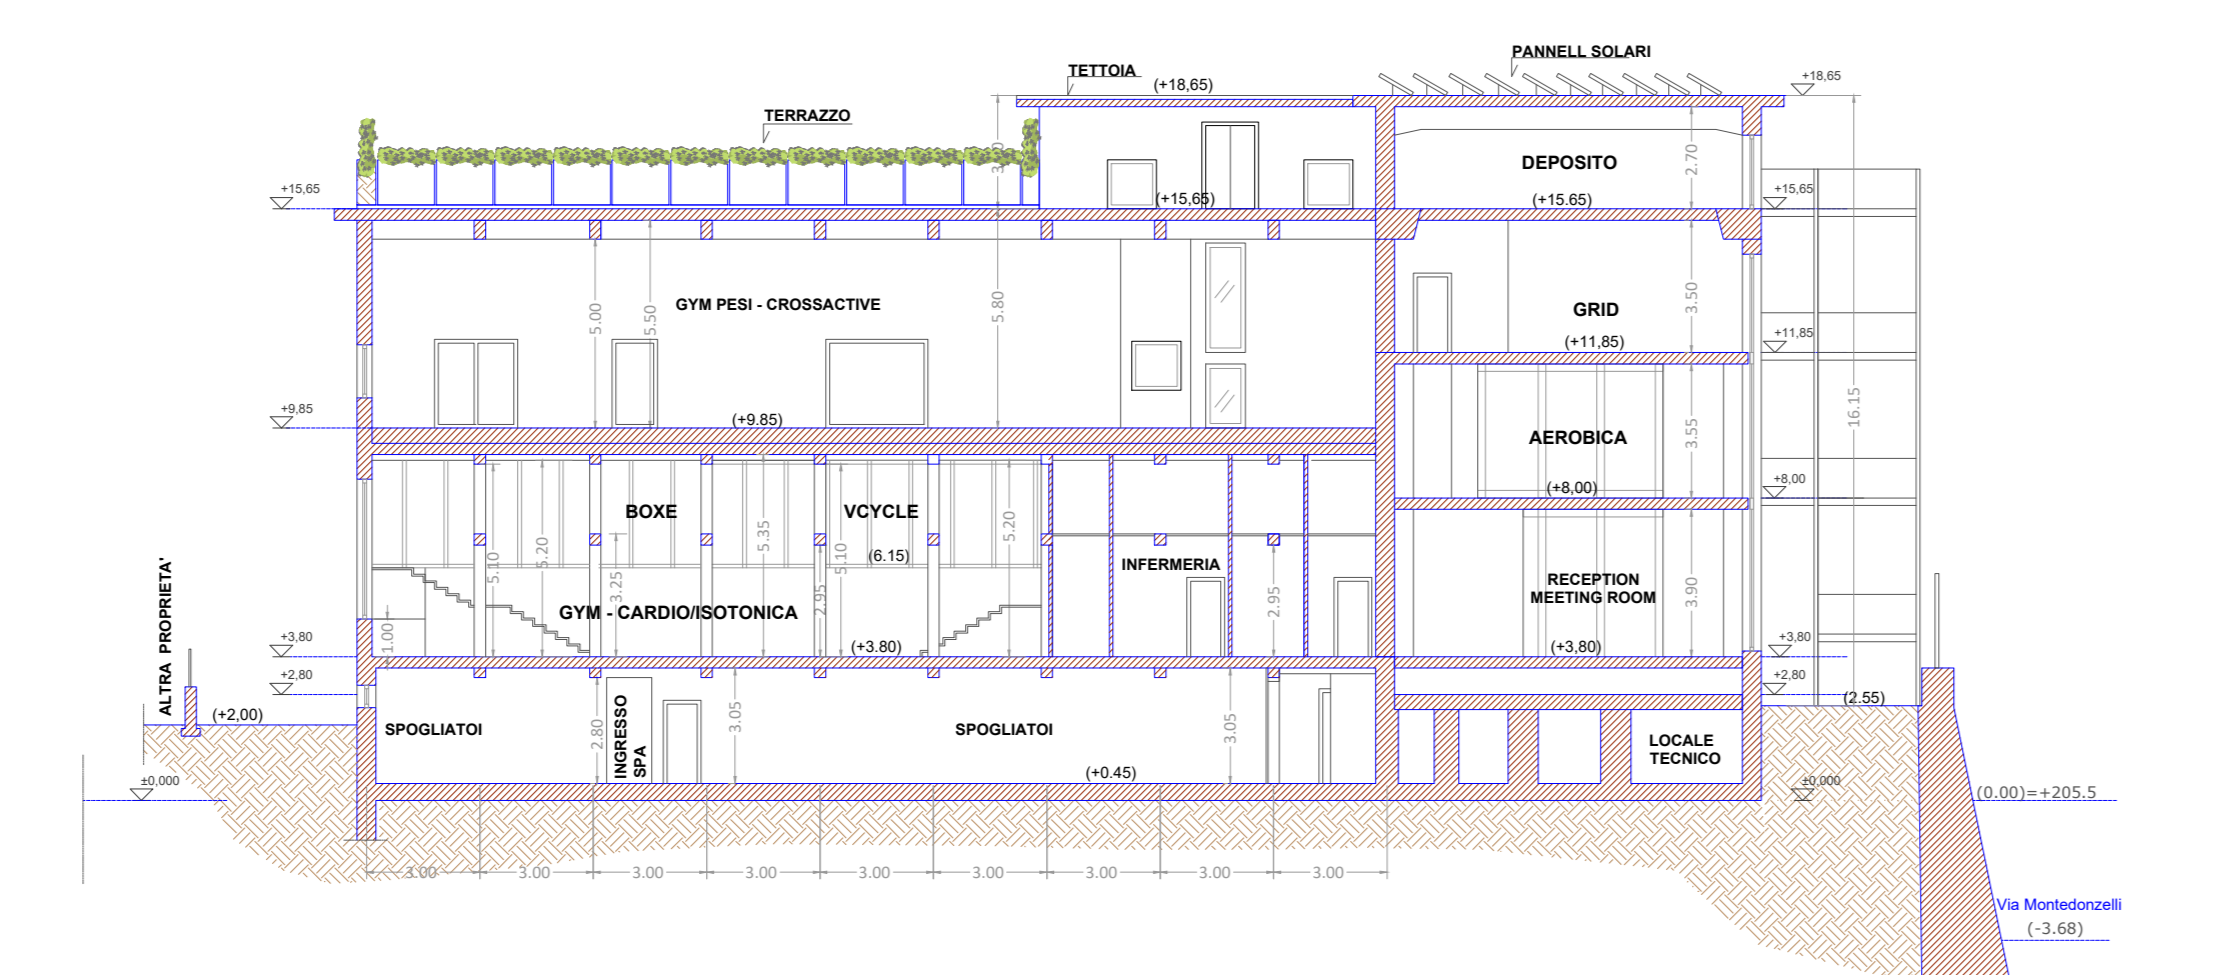 PANNELL SOLARI
TETTOIA
(+18,65)
+18,65
TERRAZZO
3.00
DEPOSITO
2.70
+15,65
(+15,65)
(+15.65)
+15,65
GYM PESI - CROSSACTIVE
5.00
5.50
5.80
GRID
3.50
(+11,85)
+11,85
+9,85
(+9.85)
16.15
AEROBICA
3.55
(+8,00)
+8,00
BOXE
VCYCLE
5.10
5.20
5.35
5.10
5.20
(6.15)
3.25
2.95
INFERMERIA
2.95
RECEPTION
MEETING ROOM
3.90
GYM - CARDIO/ISOTONICA
1.00
ALTRA PROPRIETA'
+3,80
(+3.80)
(+3,80)
+3,80
+2,80
+2,80
(2.55)
(+2,00)
SPOGLIATOI
2.80
INGRESSO
SPA
3.05
SPOGLIATOI
3.05
LOCALE
TECNICO
(+0.45)
±0,000
±0,000
(0.00)=+205.5
3.00
3.00
3.00
3.00
3.00
3.00
3.00
3.00
3.00
Via Montedonzelli
(-3.68)